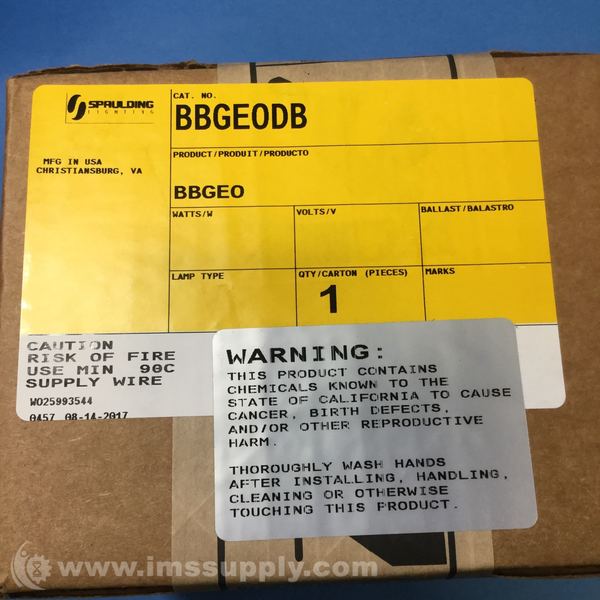 SPAULDING
LIGHTING
MFG IN USA
CHRISTIANSBURG, VA
CAT. NO.
BBGEODB
PRODUCT/PRODUIT/PRODUCTO
BBGEO
WATTS/W
VOLTS/V
BALLAST/BALASTRO
LAMP TYPE
QTY/CARTON (PIECES)
MARKS
1
CAUTION
RISK OF FIRE
USE MIN 90C
SUPPLY WIRE
WO25993544
0457 08-14-2017
WARNING:
THIS PRODUCT CONTAINS
CHEMICALS KNOWN TO THE
STATE OF CALIFORNIA TO CAUSE
CANCER, BIRTH DEFECTS,
AND/OR OTHER REPRODUCTIVE
HARM.
THOROUGHLY WASH HANDS
AFTER INSTALLING, HANDLING,
CLEANING OR OTHERWISE
TOUCHING THIS PRODUCT.
www.imssupply.com